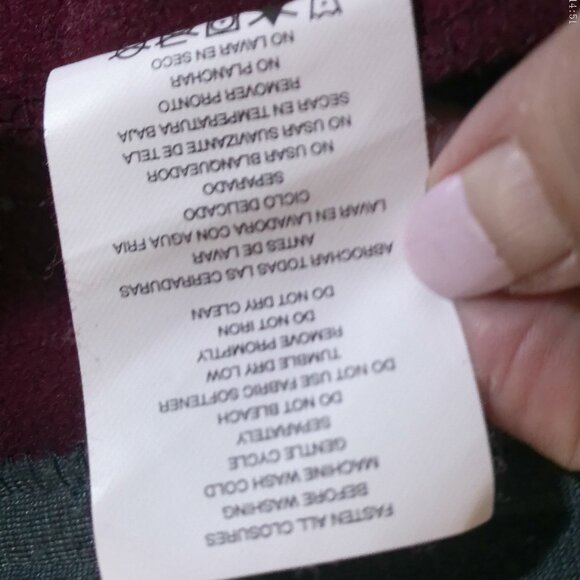 FASTEN ALL CLOSURES
BEFORE WASHING
MACHINE WASH COLD
GENTLE CYCLE
SEPARATELY
DO NOT BLEACH
DO NOT USE FABRIC SOFTENER
TUMBLE DRY LOW
REMOVE PROMPTLY
DO NOT IRON
DO NOT DRY CLEAN
ABROCHAR TODAS LAS CERRADURAS
ANTES DE LAVAR
LAVAR EN LAVADORA CON AGUA FRIA
CICLO DELICADO
SEPARADO
NO USAR BLANQUEADOR
NO USAR SUAVIZANTE DE TELA
SECAR EN TEMPERATURA BAJA
REMOVER PRONTO
NO PLANCHAR
NO LAVAR EN SECO